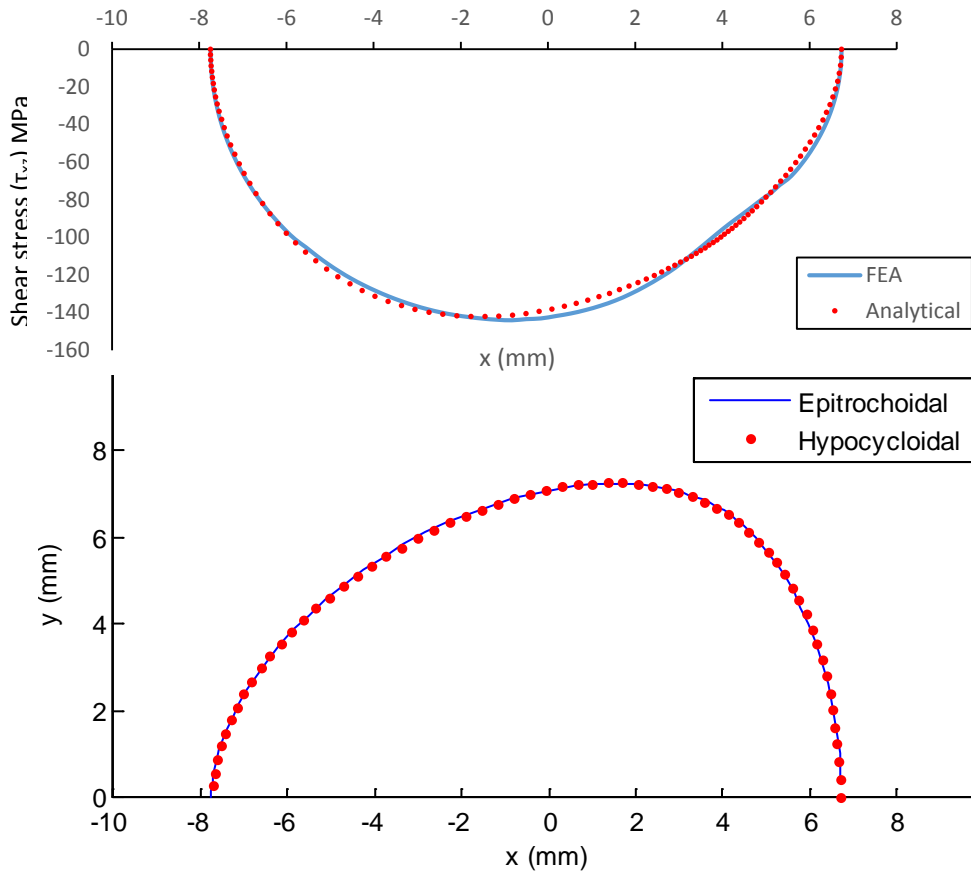 -10 -8 -6 -4 -2 0 2 4 6 8
0
-20
-40
-60
-80
-100
-120
-140
-160
Shear stress MPa
x (mm)
FEA
Analytical
Epitrochoidal
Hypocycloidal
8
6
4
2
0
y (mm)
-10 -8 -6 -4 -2 0 2 4 6 8
x (mm)